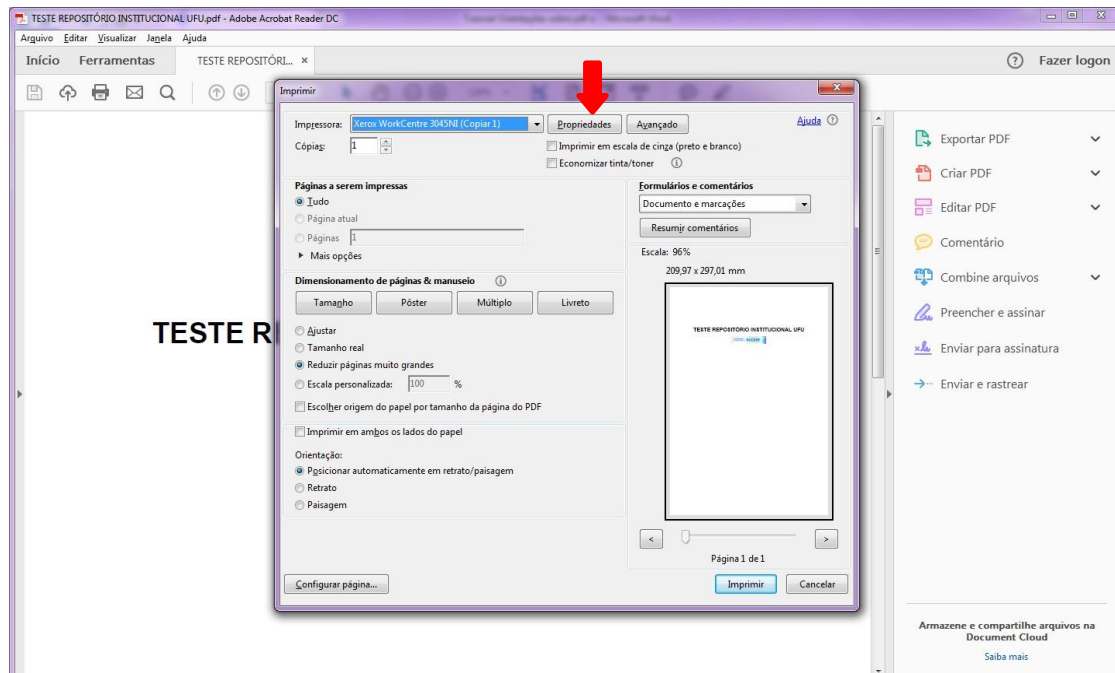 TESTE REPOSITÓRIO INSTITUCIONAL UFU.pdf - Adobe Acrobat Reader DC
Arquivo Editar Visualizar Janela Ajuda
Início Ferramentas TESTE REPOSITÓRI... × Fazer logon
Imprimir
Impressora: Xerox WorkCentre 3045NI (Copiar 1) Propriedades Avançado Ajuda
Cópias: 1 Imprimir em escala de cinza (preto e branco)
Economizar tinta/toner
Páginas a serem impressas
Tudo
Página atual
Páginas 1
Mais opções
Dimensionamento de páginas & manuseio
Tamanho Pôster Múltiplo Livreto
Ajustar
Tamanho real
Reduzir páginas muito grandes
Escala personalizada: 100 %
Escolher origem do papel por tamanho da página do PDF
Imprimir em ambos os lados do papel
Orientação:
Posicionar automaticamente em retrato/paisagem
Retrato
Paisagem
Formulários e comentários
Documento e marcações
Resumir comentários
Escala: 96%
209,97 x 297,01 mm
TESTE REPOSITÓRIO INSTITUCIONAL UFU
< >
Página 1 de 1
Configurar página... Imprimir Cancelar
TESTE R
Exportar PDF
Criar PDF
Editar PDF
Comentário
Combine arquivos
Preencher e assinar
Enviar para assinatura
Enviar e rastrear
Armazene e compartilhe arquivos na
Document Cloud
Saiba mais